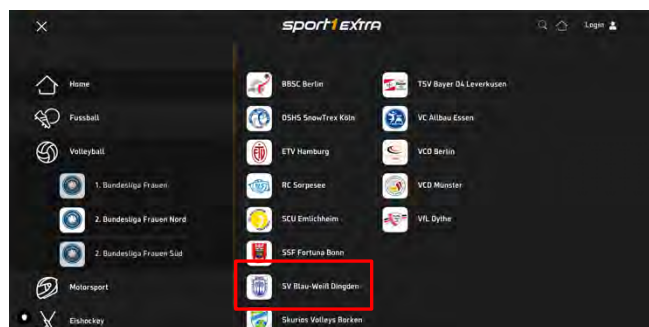 sport1 EXTRA
Login
Home
Fussball
Volleyball
1. Bundesliga Frauen
2. Bundesliga Frauen Nord
2. Bundesliga Frauen Süd
Motorsport
Eishockey
BBSC Berlin
DSHS SnowTrex Köln
ETV Hamburg
RC Sorpesee
SCU Emlichheim
SSF Fortuna Bonn
SV Blau-Weiß Dingden
Skurios Volleys Borken
TSV Bayer 04 Leverkusen
VC Allbau Essen
VCO Berlin
VCO Münster
VfL Oythe